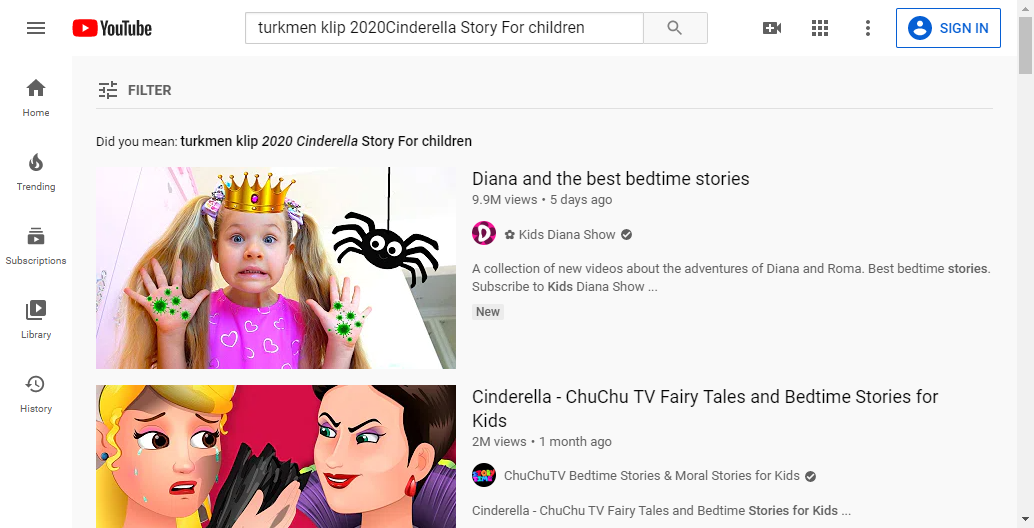 YouTube
turkmen klip 2020Cinderella Story For children
SIGN IN
Home
Trending
Subscriptions
Library
History
FILTER
Did you mean: turkmen klip 2020 Cinderella Story For children
Diana and the best bedtime stories
9.9M views • 5 days ago
✿ Kids Diana Show
A collection of new videos about the adventures of Diana and Roma. Best bedtime stories.
Subscribe to Kids Diana Show ...
New
Cinderella - ChuChu TV Fairy Tales and Bedtime Stories for
Kids
2M views • 1 month ago
STORY
TIME
ChuChuTV Bedtime Stories & Moral Stories for Kids
Cinderella - ChuChu TV Fairy Tales and Bedtime Stories for Kids ...